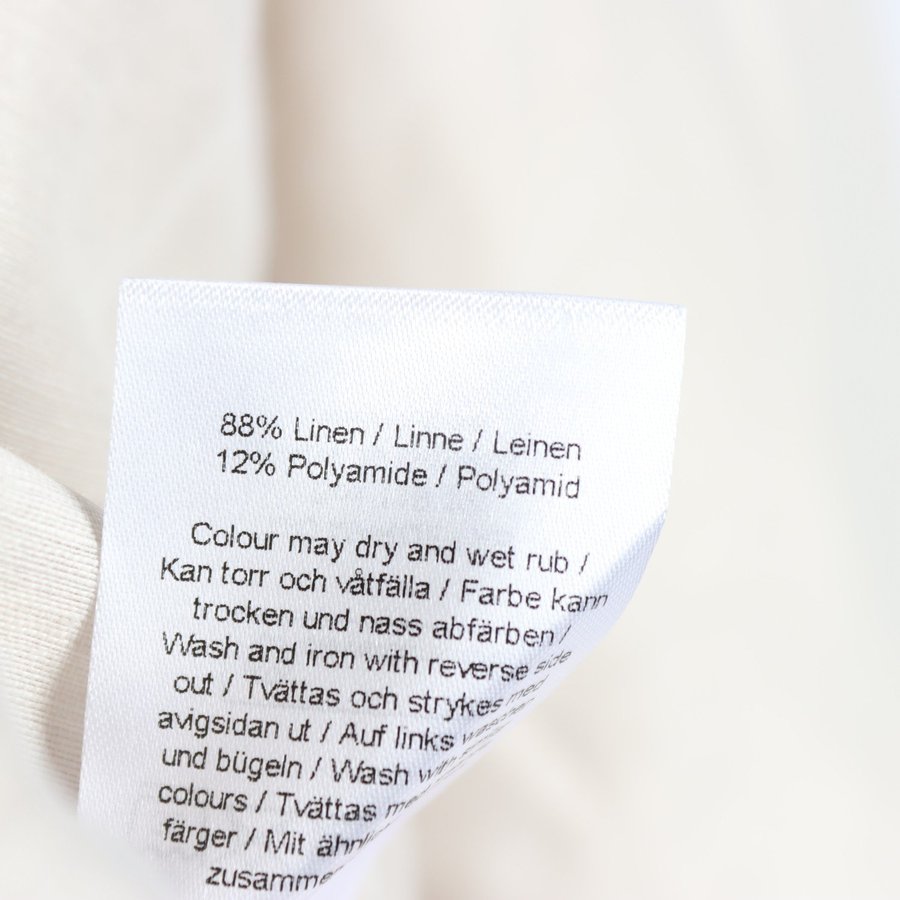 88% Linen / Linne / Leinen
12% Polyamide / Polyamid
Colour may dry and wet rub /
Kan torr och våtfälla / Farbe kann
trocken und nass abfärben /
Wash and iron with reverse side
out / Tvättas och strykes med
avigsidan ut / Auf links waschen
und bügeln / Wash with
colours / Tvättas
färger / Mit